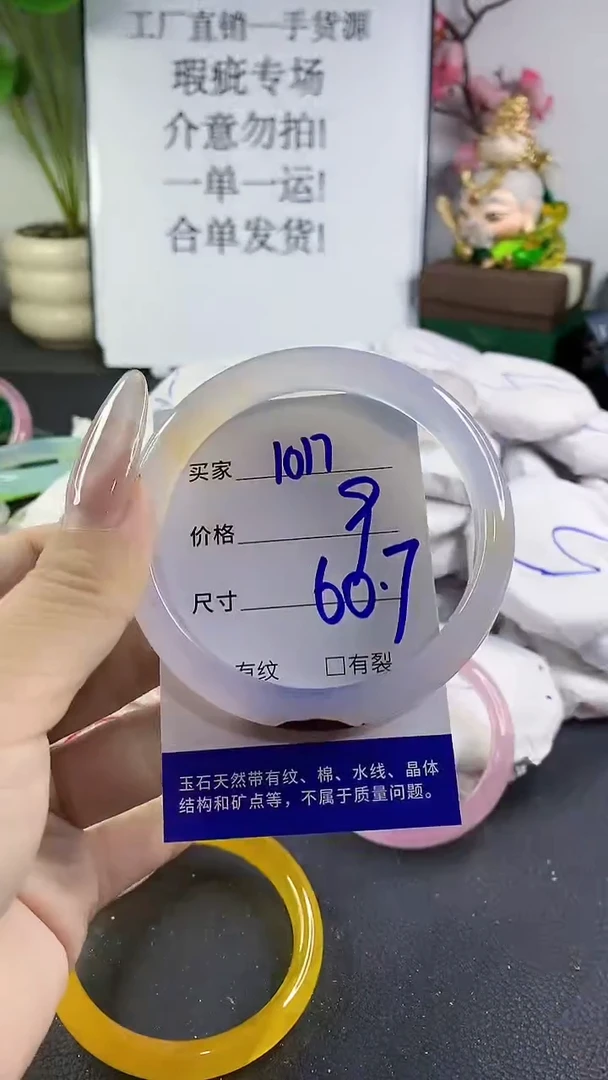 工厂直销一手货源
瑕疵专场
介意勿拍!
一单一运!
合单发货!
买家 1017
价格 9
尺寸 60.7
有纹 □有裂
玉石天然带有纹、棉、水线、晶体
结构和矿点等，不属于质量问题。